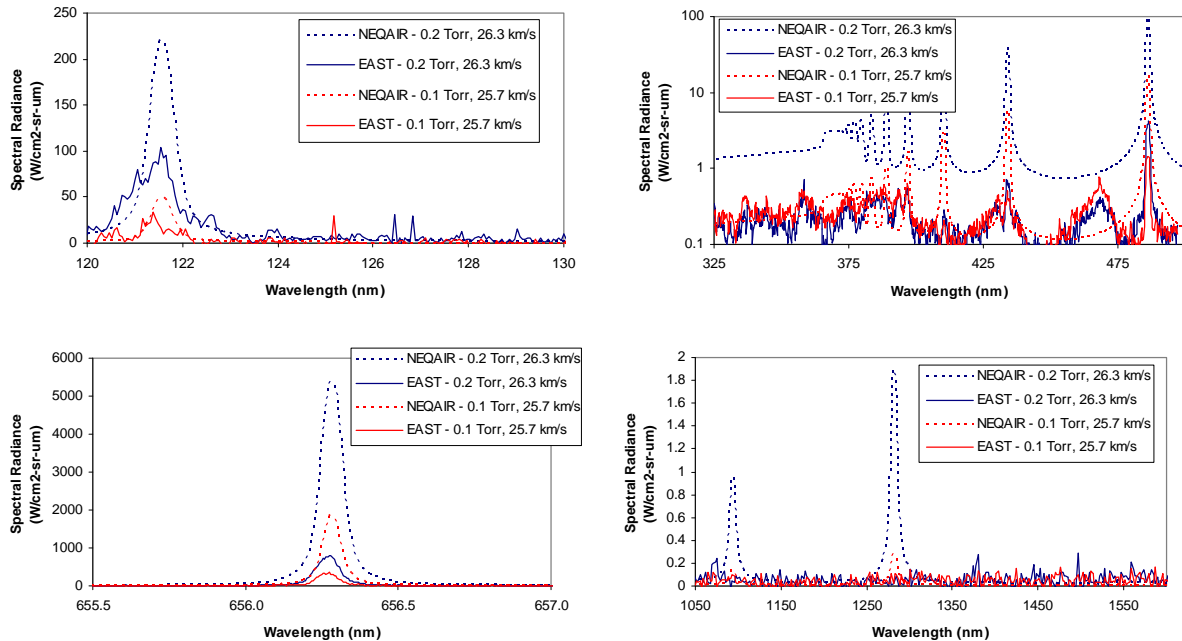 250
200
150
100
50
0
120 122 124 126 128 130
Spectral Radiance
(W/cm2-sr-um)
Wavelength (nm)
NEQAIR - 0.2 Torr, 26.3 km/s
EAST - 0.2 Torr, 26.3 km/s
NEQAIR - 0.1 Torr, 25.7 km/s
EAST - 0.1 Torr, 25.7 km/s
100
10
1
0.1
325 375 425 475
Spectral Radiance
(W/cm2-sr-um)
Wavelength (nm)
NEQAIR - 0.2 Torr, 26.3 km/s
EAST - 0.2 Torr, 26.3 km/s
NEQAIR - 0.1 Torr, 25.7 km/s
EAST - 0.1 Torr, 25.7 km/s
6000
5000
4000
3000
2000
1000
0
655.5 656.0 656.5 657.0
Spectral Radiance
(W/cm2-sr-um)
Wavelength (nm)
NEQAIR - 0.2 Torr, 26.3 km/s
EAST - 0.2 Torr, 26.3 km/s
NEQAIR - 0.1 Torr, 25.7 km/s
EAST - 0.1 Torr, 25.7 km/s
2
1.8
1.6
1.4
1.2
1
0.8
0.6
0.4
0.2
0
1050 1150 1250 1350 1450 1550
Spectral Radiance
(W/cm2-sr-um)
Wavelength (nm)
NEQAIR - 0.2 Torr, 26.3 km/s
EAST - 0.2 Torr, 26.3 km/s
NEQAIR - 0.1 Torr, 25.7 km/s
EAST - 0.1 Torr, 25.7 km/s